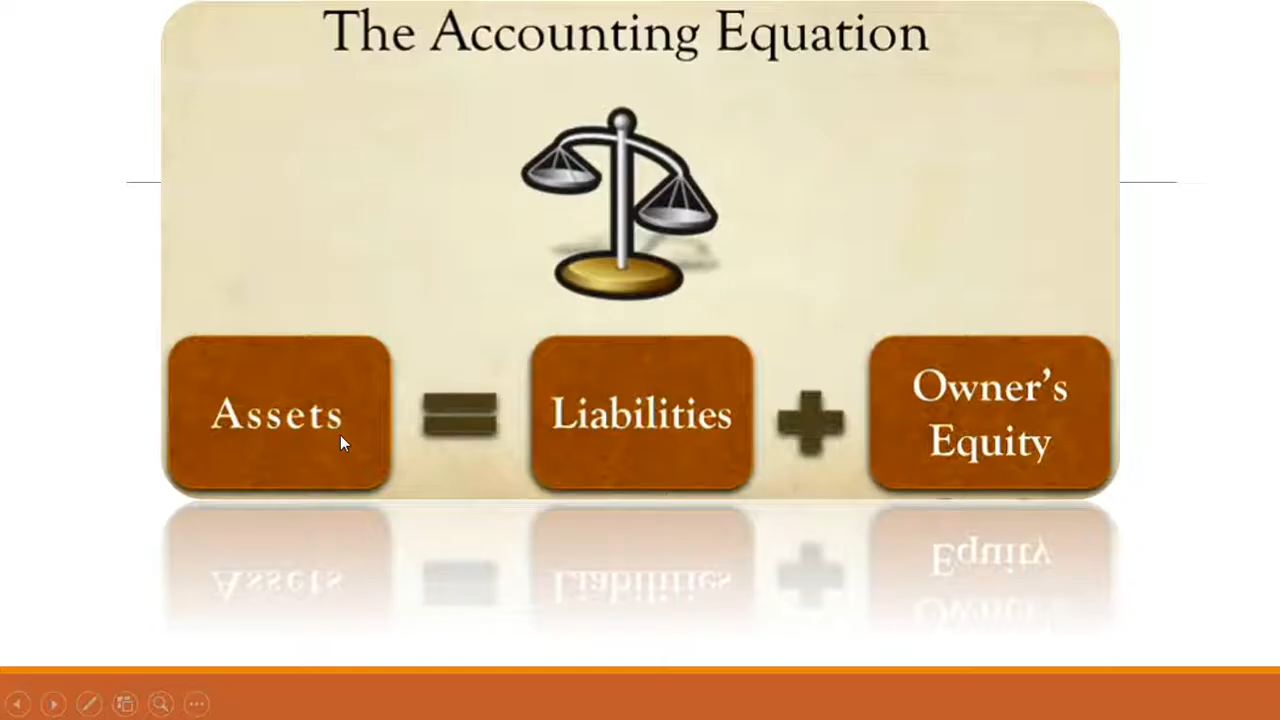 The Accounting Equation
Assets = Liabilities + Owner's
Equity